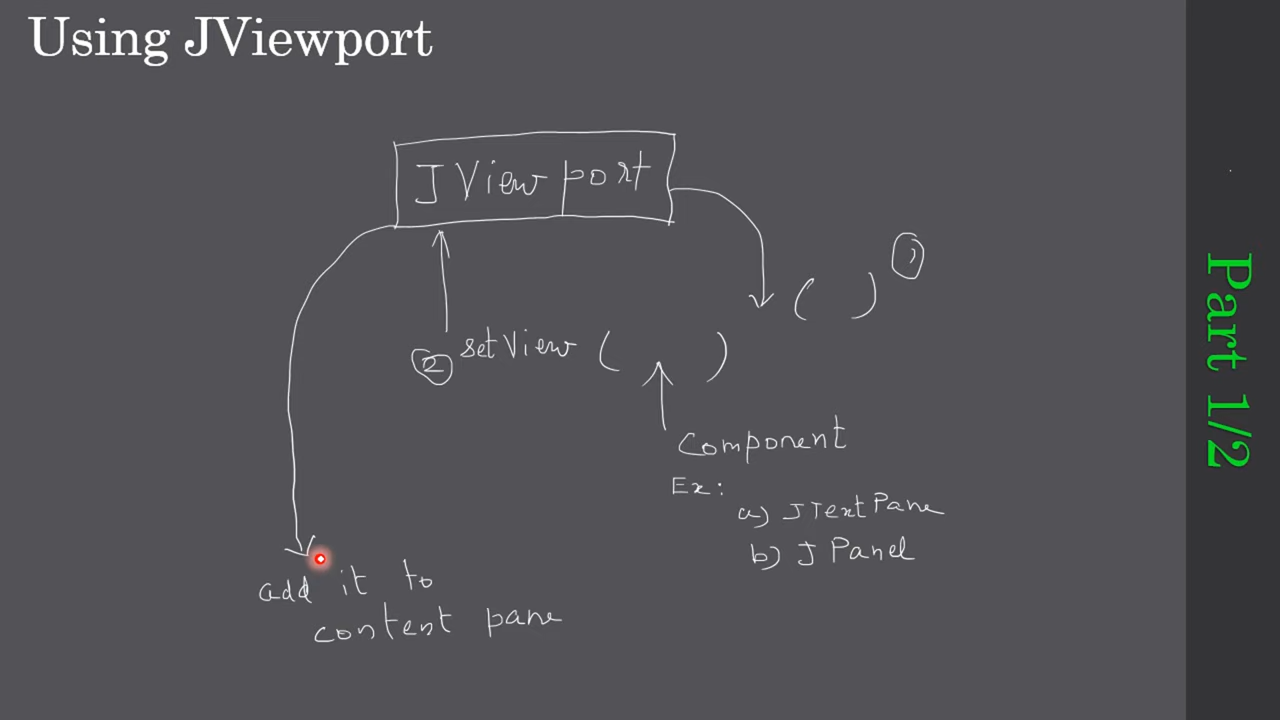 Using JViewport
JViewport
( ) 1
2 setView ( )
Component
Ex:
a) JTextPane
b) JPanel
add it to
content pane
Part 1/2